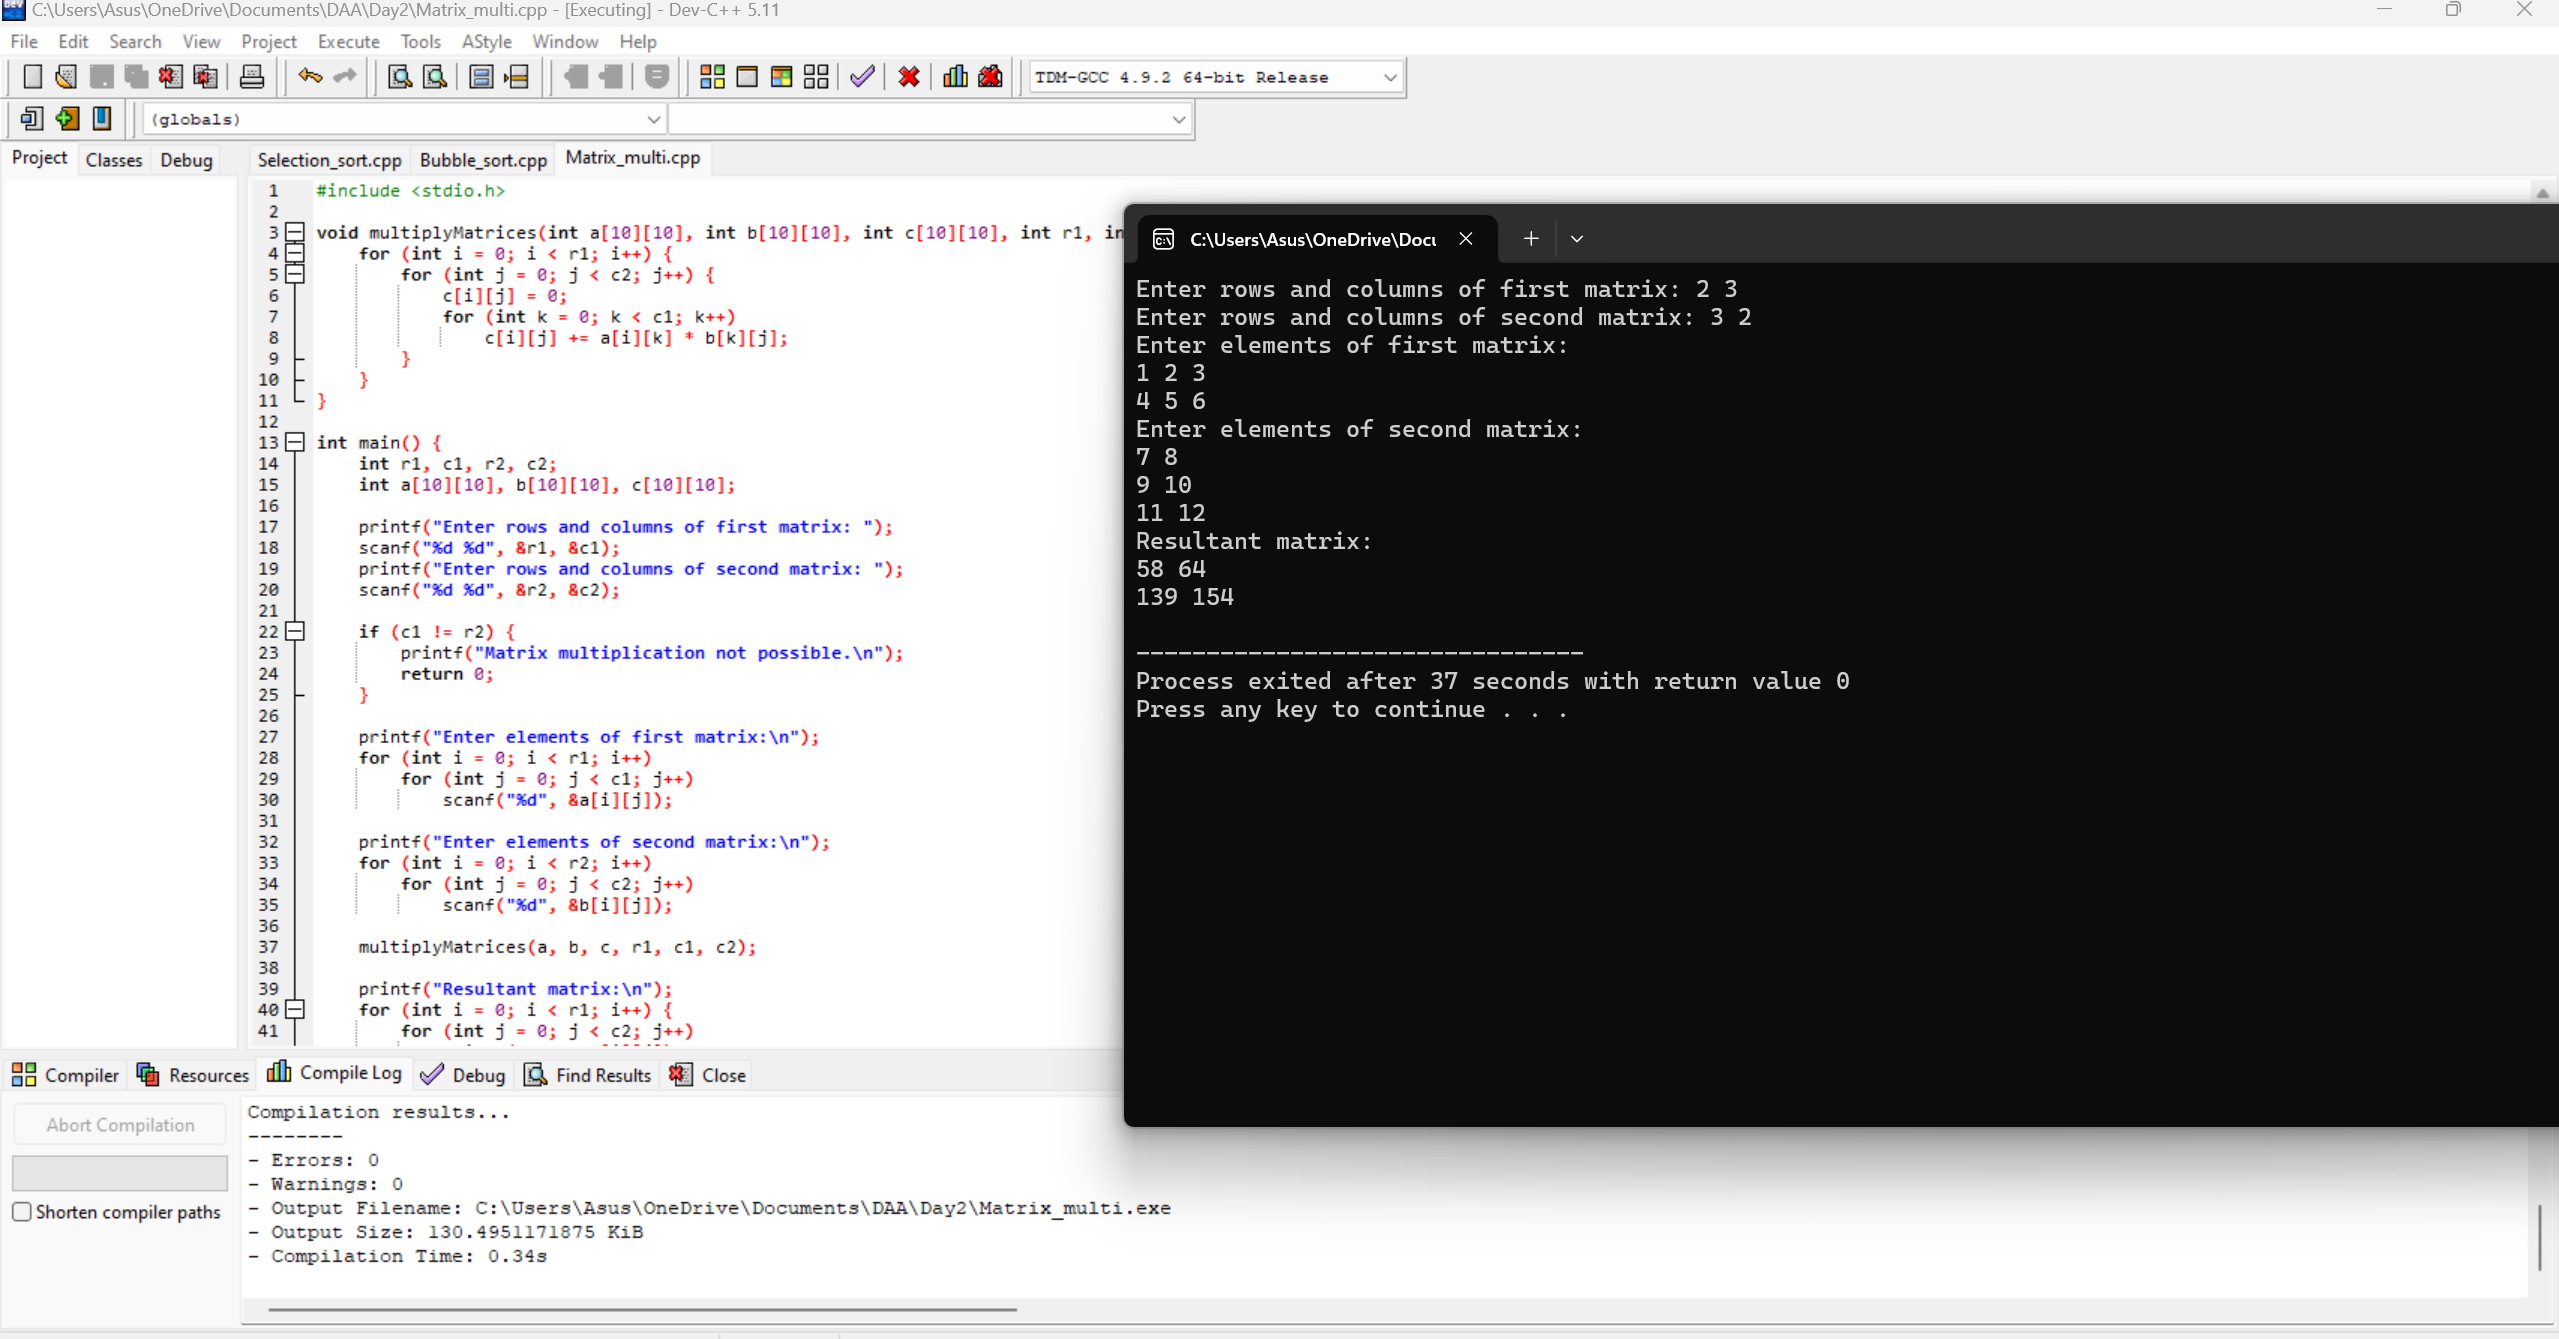 C:\Users\Asus\OneDrive\Documents\DAA\Day2\Matrix_multi.cpp - [Executing] - Dev-C++ 5.11
File Edit Search View Project Execute Tools AStyle Window Help
TDM-GCC 4.9.2 64-bit Release
(globals)
Project Classes Debug
Selection_sort.cpp Bubble_sort.cpp Matrix_multi.cpp
1 #include <stdio.h>
2
3 void multiplyMatrices(int a[10][10], int b[10][10], int c[10][10], int r1, in
4 for (int i = 0; i < r1; i++) {
5 for (int j = 0; j < c2; j++) {
6 c[i][j] = 0;
7 for (int k = 0; k < c1; k++)
8 c[i][j] += a[i][k] * b[k][j];
9 }
10 }
11 }
12
13 int main() {
14 int r1, c1, r2, c2;
15 int a[10][10], b[10][10], c[10][10];
16
17 printf("Enter rows and columns of first matrix: ");
18 scanf("%d %d", &r1, &c1);
19 printf("Enter rows and columns of second matrix: ");
20 scanf("%d %d", &r2, &c2);
21
22 if (c1 != r2) {
23 printf("Matrix multiplication not possible.\n");
24 return 0;
25 }
26
27 printf("Enter elements of first matrix:\n");
28 for (int i = 0; i < r1; i++)
29 for (int j = 0; j < c1; j++)
30 scanf("%d", &a[i][j]);
31
32 printf("Enter elements of second matrix:\n");
33 for (int i = 0; i < r2; i++)
34 for (int j = 0; j < c2; j++)
35 scanf("%d", &b[i][j]);
36
37 multiplyMatrices(a, b, c, r1, c1, c2);
38
39 printf("Resultant matrix:\n");
40 for (int i = 0; i < r1; i++) {
41 for (int j = 0; j < c2; j++)
C:\Users\Asus\OneDrive\Docu
Enter rows and columns of first matrix: 2 3
Enter rows and columns of second matrix: 3 2
Enter elements of first matrix:
1 2 3
4 5 6
Enter elements of second matrix:
7 8
9 10
11 12
Resultant matrix:
58 64
139 154
--------------------------------
Process exited after 37 seconds with return value 0
Press any key to continue . . .
Compiler Resources Compile Log Debug Find Results Close
Abort Compilation
Shorten compiler paths
Compilation results...
--------
- Errors: 0
- Warnings: 0
- Output Filename: C:\Users\Asus\OneDrive\Documents\DAA\Day2\Matrix_multi.exe
- Output Size: 130.4951171875 KiB
- Compilation Time: 0.34s